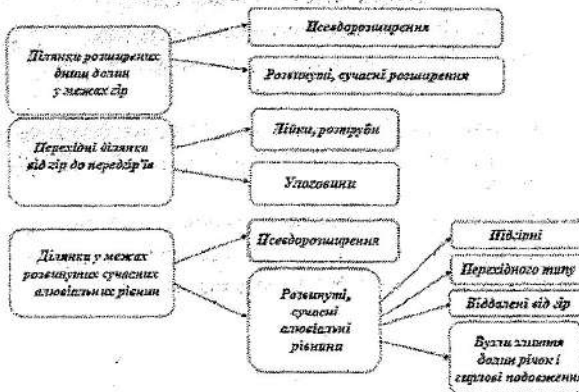 Ділянки розширених
днищ долин
у межах гір
Псевдорозширення
Розвинуті, сучасні розширення
Перехідні ділянки
від гір до передгір'їв
Лійки, розтруби
Улоговини
Ділянки у межах
розвинутих сучасних
алювіальних рівнин
Псевдорозширення
Розвинуті,
сучасні
алювіальні
рівнини
Підгірні
Перехідного типу
Віддалені від гір
Вузли злиття
долин річок і
гирлові подовження